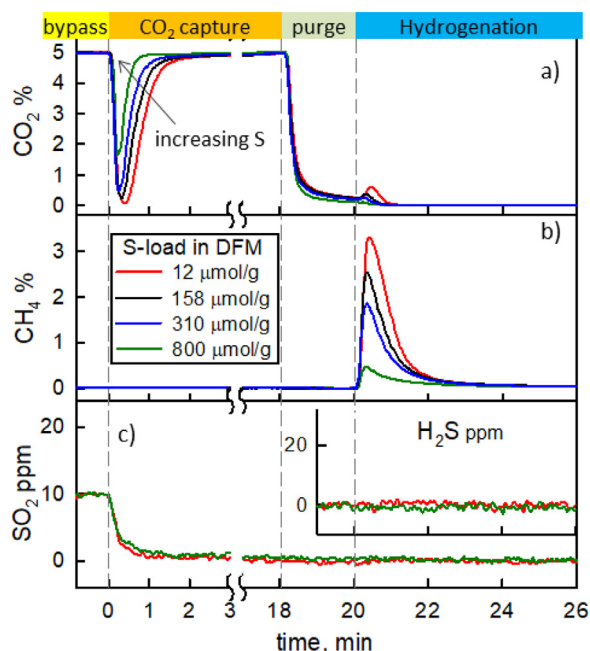 bypass CO2 capture purge Hydrogenation
a)
5
4
3
2
1
0
CO2 %
increasing S
b)
3
2
1
0
CH4 %
S-load in DFM
12 μmol/g
158 μmol/g
310 μmol/g
800 μmol/g
c)
20
10
0
SO2 ppm
H2S ppm
20
0
0 1 2 3 18 20 22 24 26
time. min